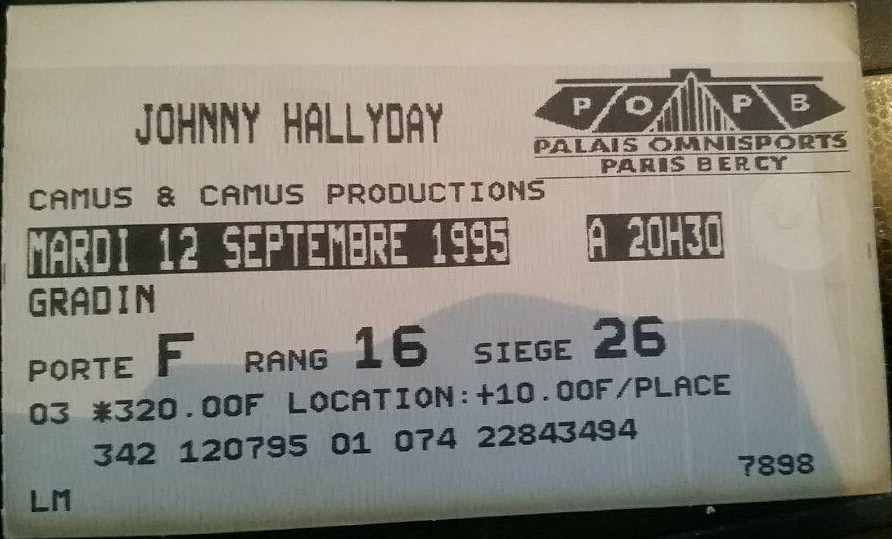 P O P B
JOHNNY HALLYDAY
PALAIS OMNISPORTS
PARIS BERCY
CAMUS & CAMUS PRODUCTIONS
MARDI 12 SEPTEMBRE 1995 A 20H30
GRADIN
PORTE F RANG 16 SIEGE 26
03 *320.00F LOCATION:+10.00F/PLACE
342 120795 01 074 22843494
7898
LM